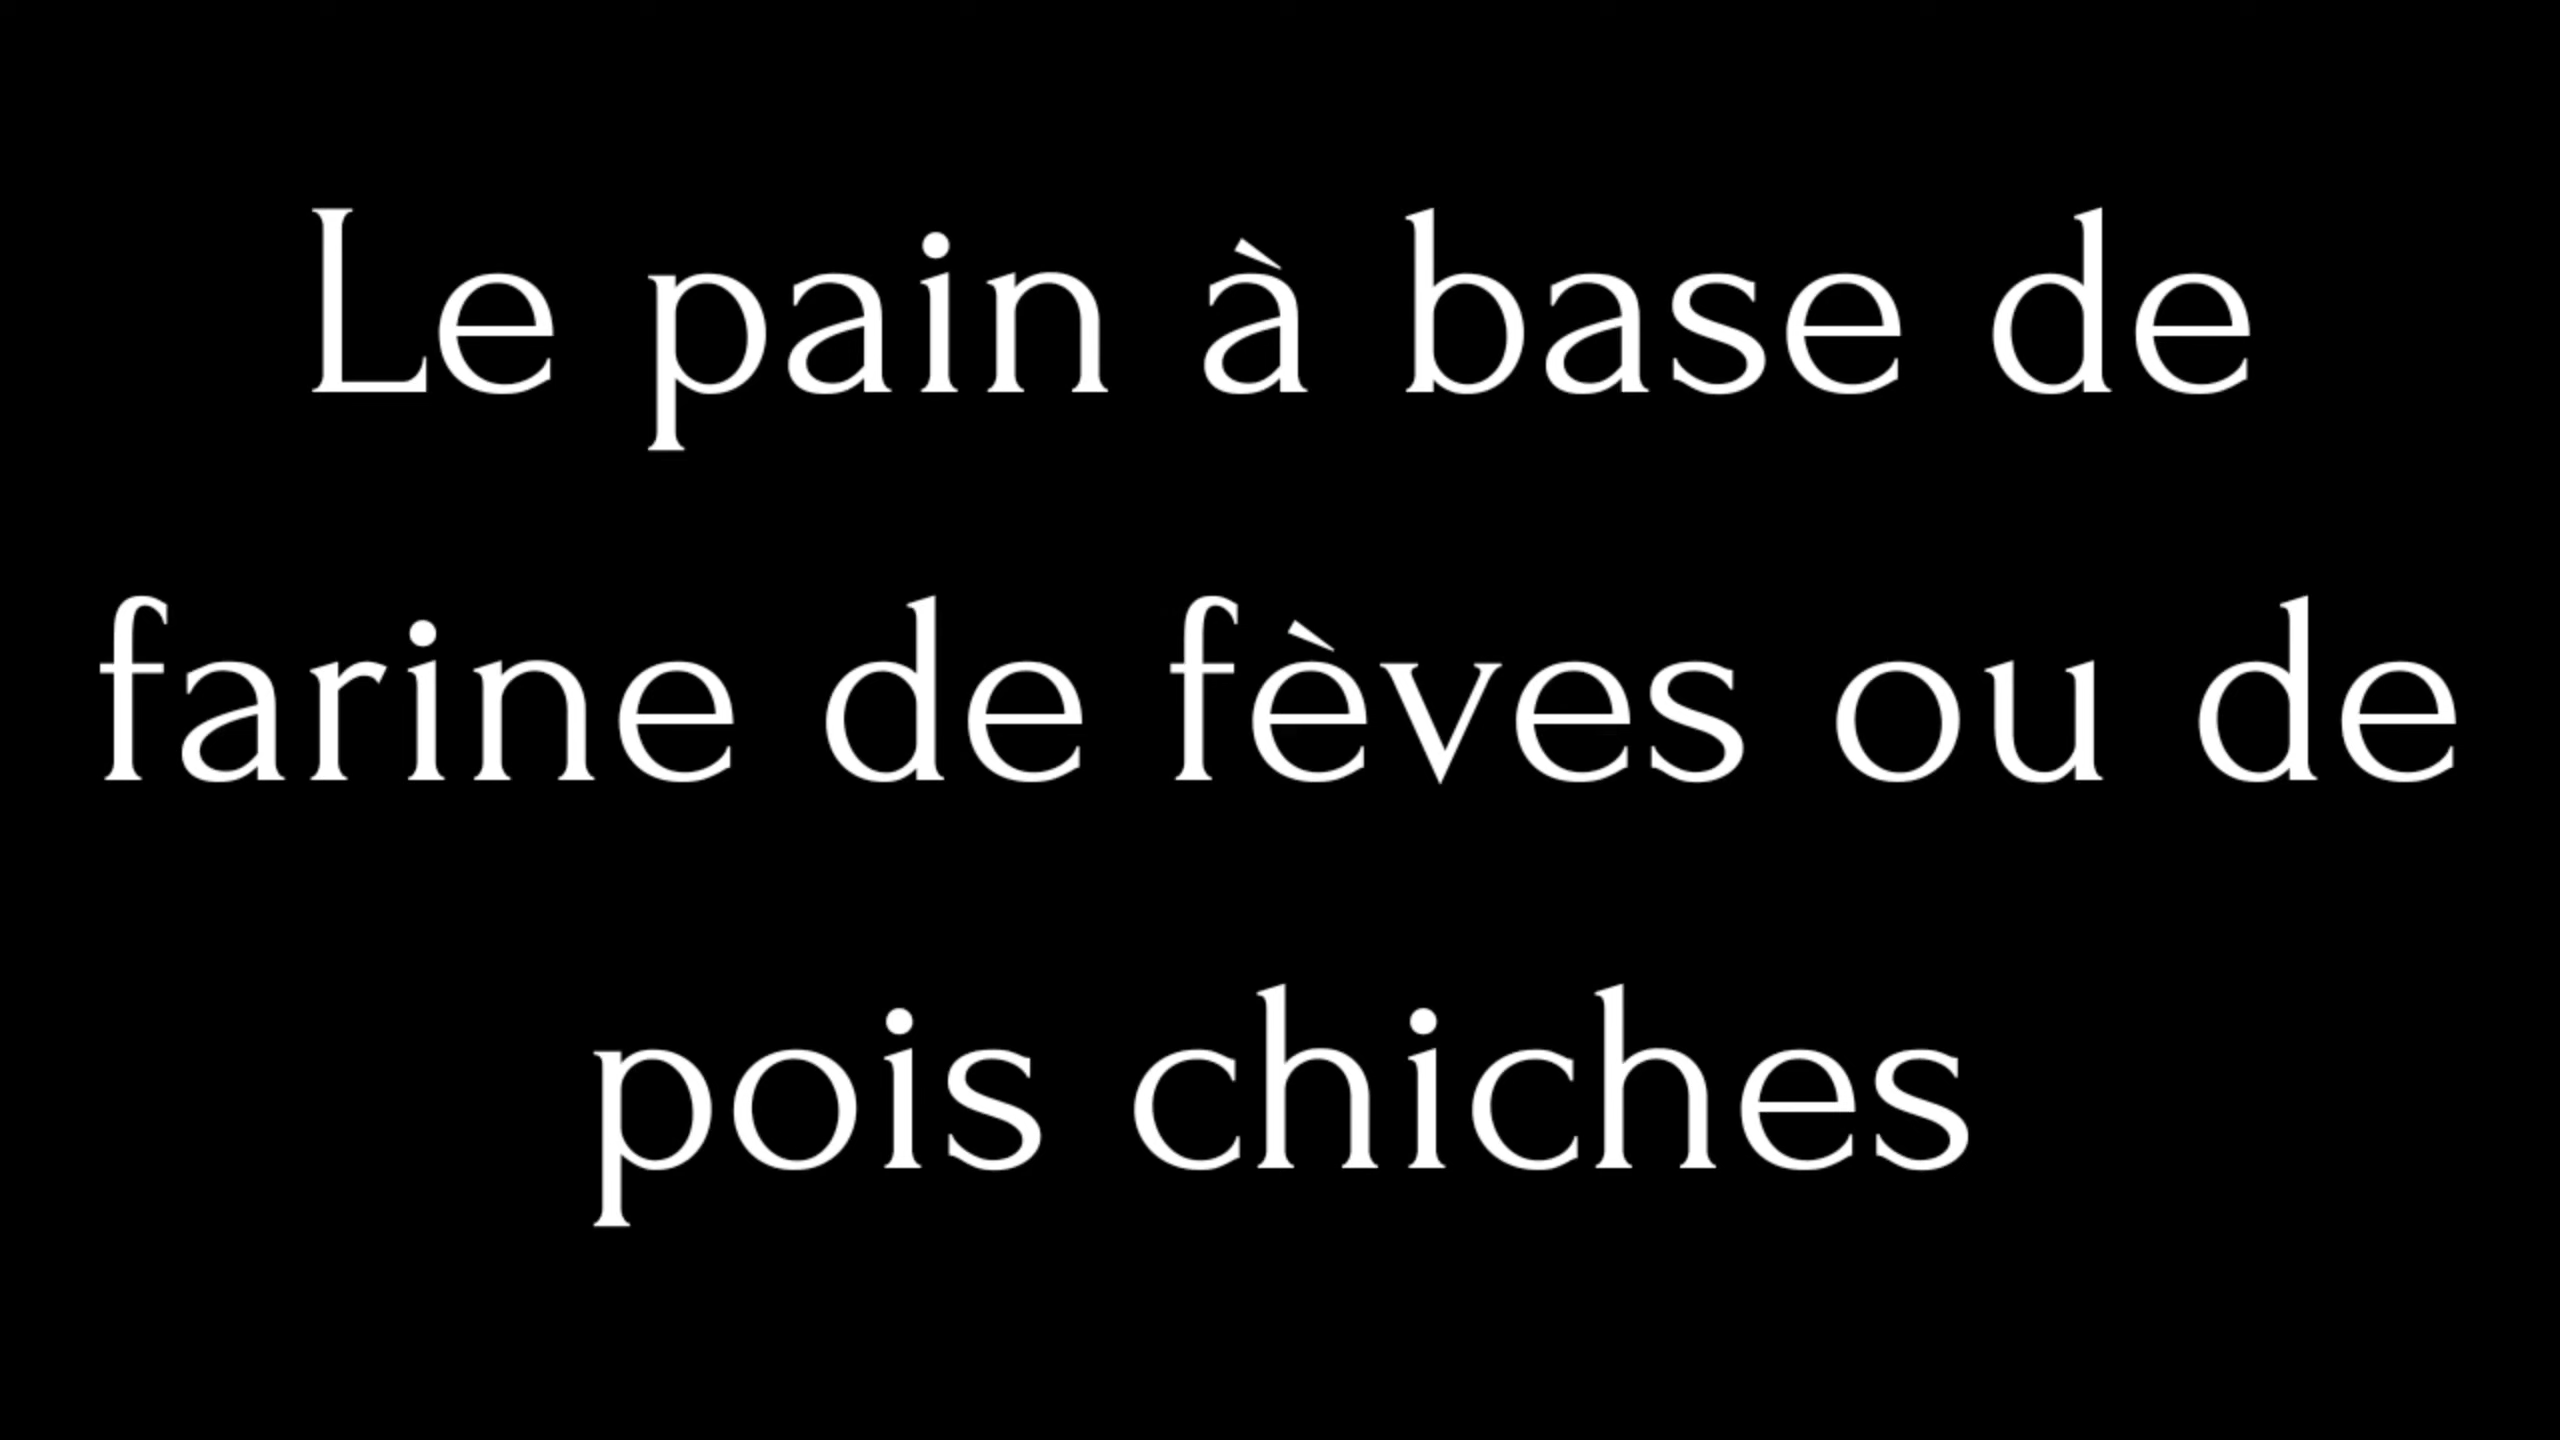 Le pain à base de
farine de fèves ou de
pois chiches